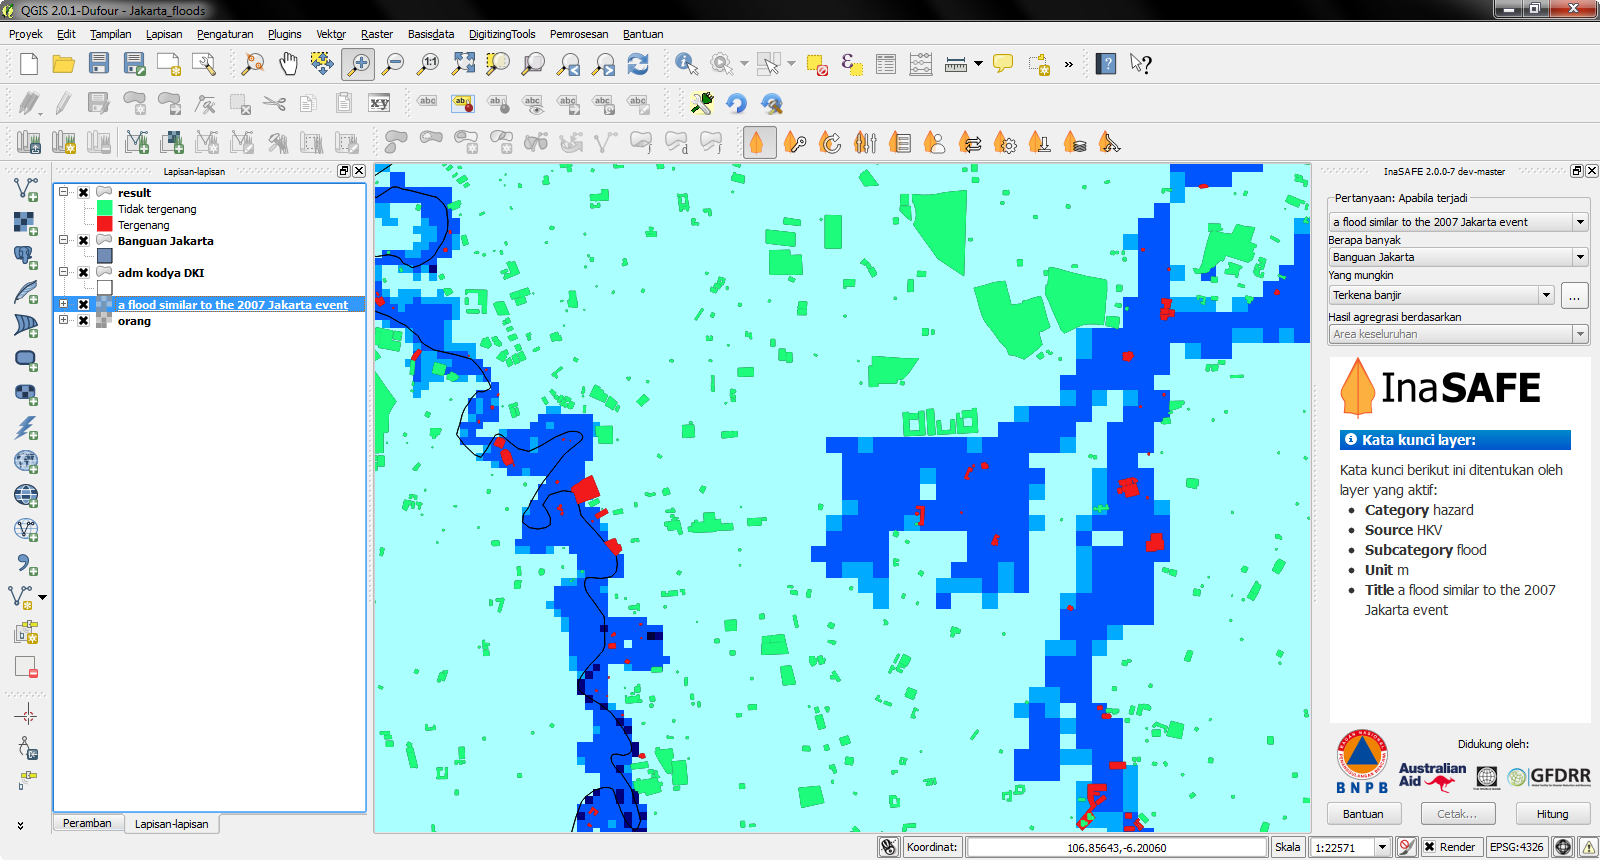 QGIS 2.0.1-Dufour - Jakarta_floods
Proyek Edit Tampilan Lapisan Pengaturan Plugins Vektor Raster Basisdata DigitizingTools Pemrosesan Bantuan
Lapisan-lapisan
result
Tidak tergenang
Tergenang
Banguan Jakarta
adm kodya DKI
a flood similar to the 2007 Jakarta event
orang
Peramban
Lapisan-lapisan
InaSAFE 2.0.0-7 dev-master
Pertanyaan: Apabila terjadi
a flood similar to the 2007 Jakarta event
Berapa banyak
Banguan Jakarta
Yang mungkin
Terkena banjir
...
Hasil agregrasi berdasarkan
Area keseluruhan
InaSAFE
Kata kunci layer:
Kata kunci berikut ini ditentukan oleh
layer yang aktif:
Category hazard
Source HKV
Subcategory flood
Unit m
Title a flood similar to the 2007
Jakarta event
Didukung oleh:
BNPB
Australian
Aid
GFDRR
Bantuan
Cetak...
Hitung
Koordinat:
106.85643,-6.20060
Skala
1:22571
Render
EPSG:4326